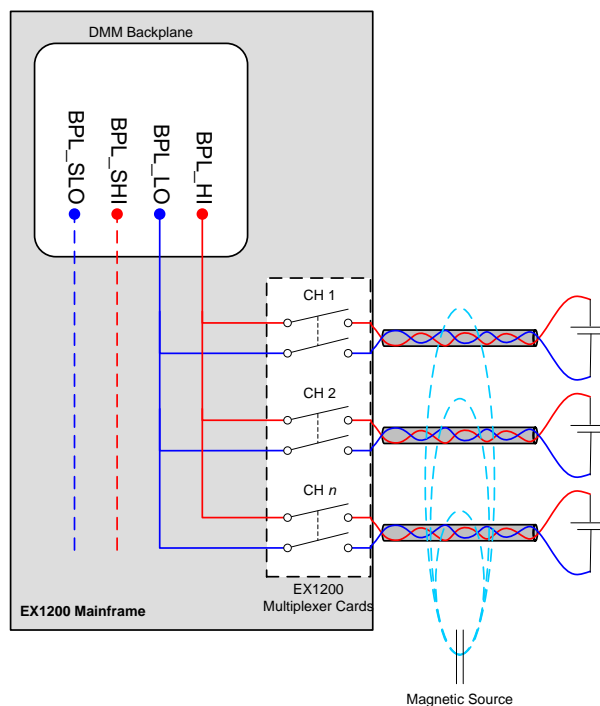 DMM Backplane
BPL_SLO
BPL_SHI
BPL_LO
BPL_HI
CH 1
CH 2
CH n
EX1200
Multiplexer Cards
EX1200 Mainframe
Magnetic Source